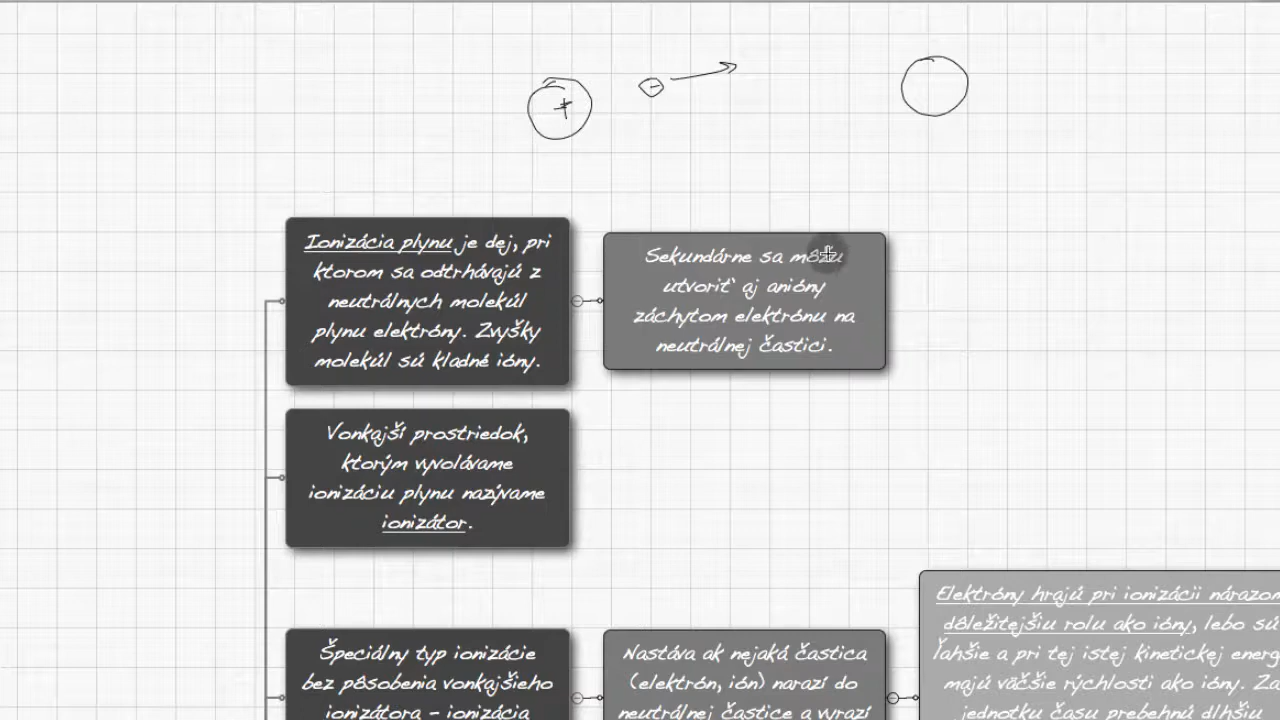 +
-
Ionizácia plynu je dej, pri
ktorom sa odtrhávajú z
neutrálnych molekúl
plynu elektróny. Zvyšky
molekúl sú kladné ióny.
Sekundárne sa môžu
utvoriť aj anióny
záchytom elektrónu na
neutrálnej častici.
Vonkajší prostriedok,
ktorým vyvolávame
ionizáciu plynu nazývame
ionizátor.
Špeciálny typ ionizácie
bez pôsobenia vonkajšieho
ionizátora - ionizácia
Nastáva ak nejaká častica
(elektrón, ión) narazí do
neutrálnej častice a vyrazí
Elektróny hrajú pri ionizácii nárazom
dôležitejšiu rolu ako ióny, lebo sú
ľahšie a pri tej istej kinetickej energ
majú väčšie rýchlosti ako ióny. Za
jednotku času prebehnú dlhšiu